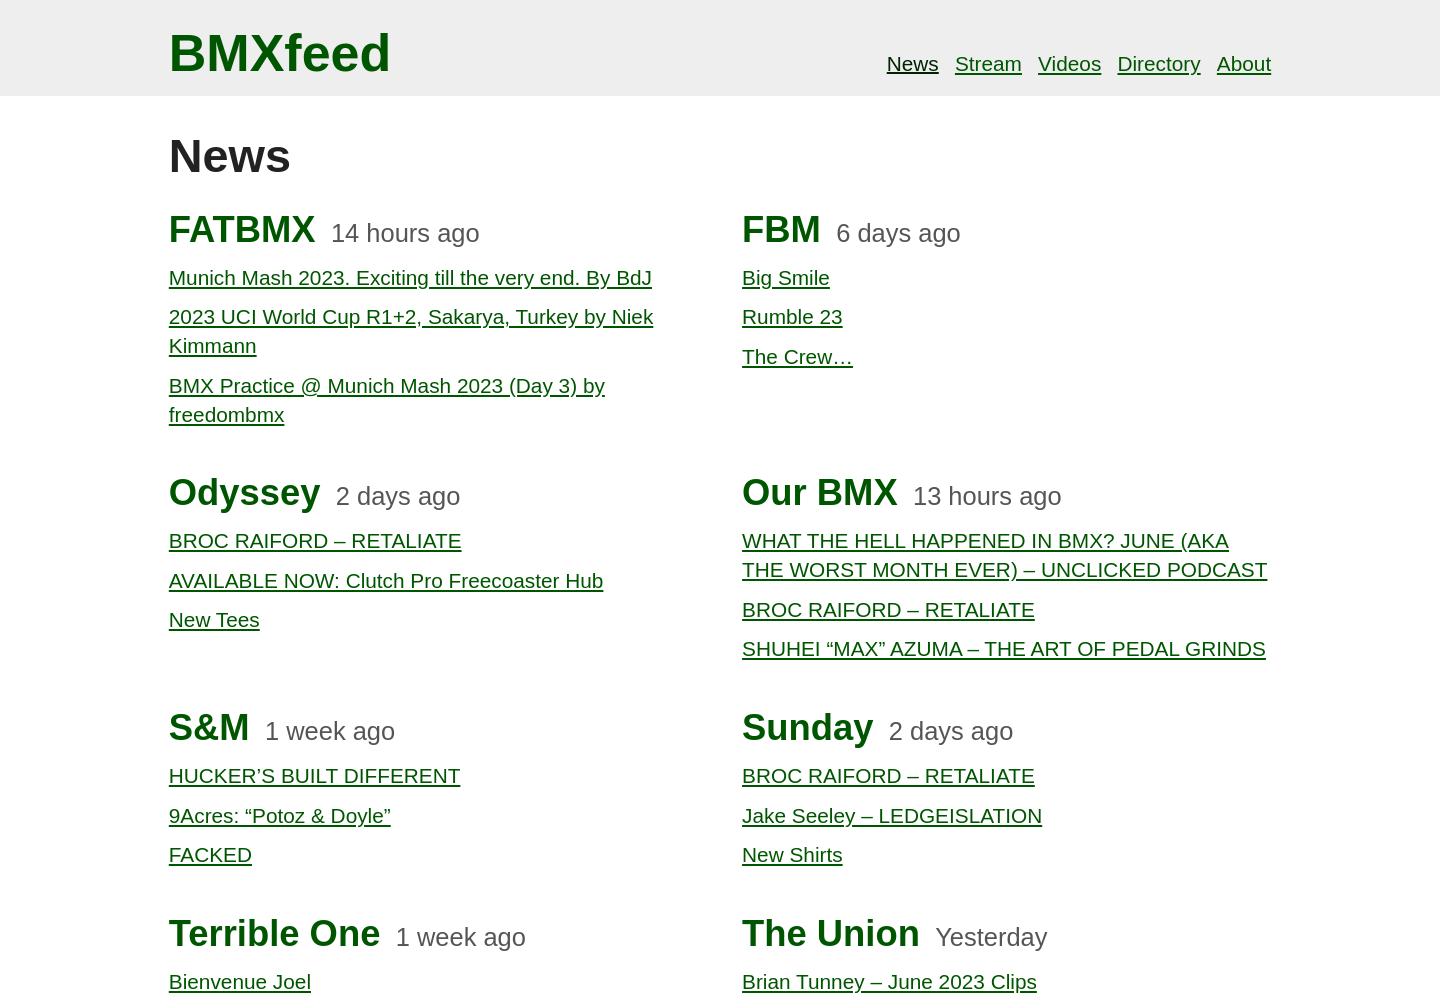 BMXfeed
News Stream Videos Directory About
News
FATBMX 14 hours ago
Munich Mash 2023. Exciting till the very end. By BdJ
2023 UCI World Cup R1+2, Sakarya, Turkey by Niek
Kimmann
BMX Practice @ Munich Mash 2023 (Day 3) by
freedombmx
FBM 6 days ago
Big Smile
Rumble 23
The Crew…
Odyssey 2 days ago
BROC RAIFORD – RETALIATE
AVAILABLE NOW: Clutch Pro Freecoaster Hub
New Tees
Our BMX 13 hours ago
WHAT THE HELL HAPPENED IN BMX? JUNE (AKA
THE WORST MONTH EVER) – UNCLICKED PODCAST
BROC RAIFORD – RETALIATE
SHUHEI “MAX” AZUMA – THE ART OF PEDAL GRINDS
S&M 1 week ago
HUCKER’S BUILT DIFFERENT
9Acres: “Potoz & Doyle”
FACKED
Sunday 2 days ago
BROC RAIFORD – RETALIATE
Jake Seeley – LEDGEISLATION
New Shirts
Terrible One 1 week ago
Bienvenue Joel
The Union Yesterday
Brian Tunney – June 2023 Clips